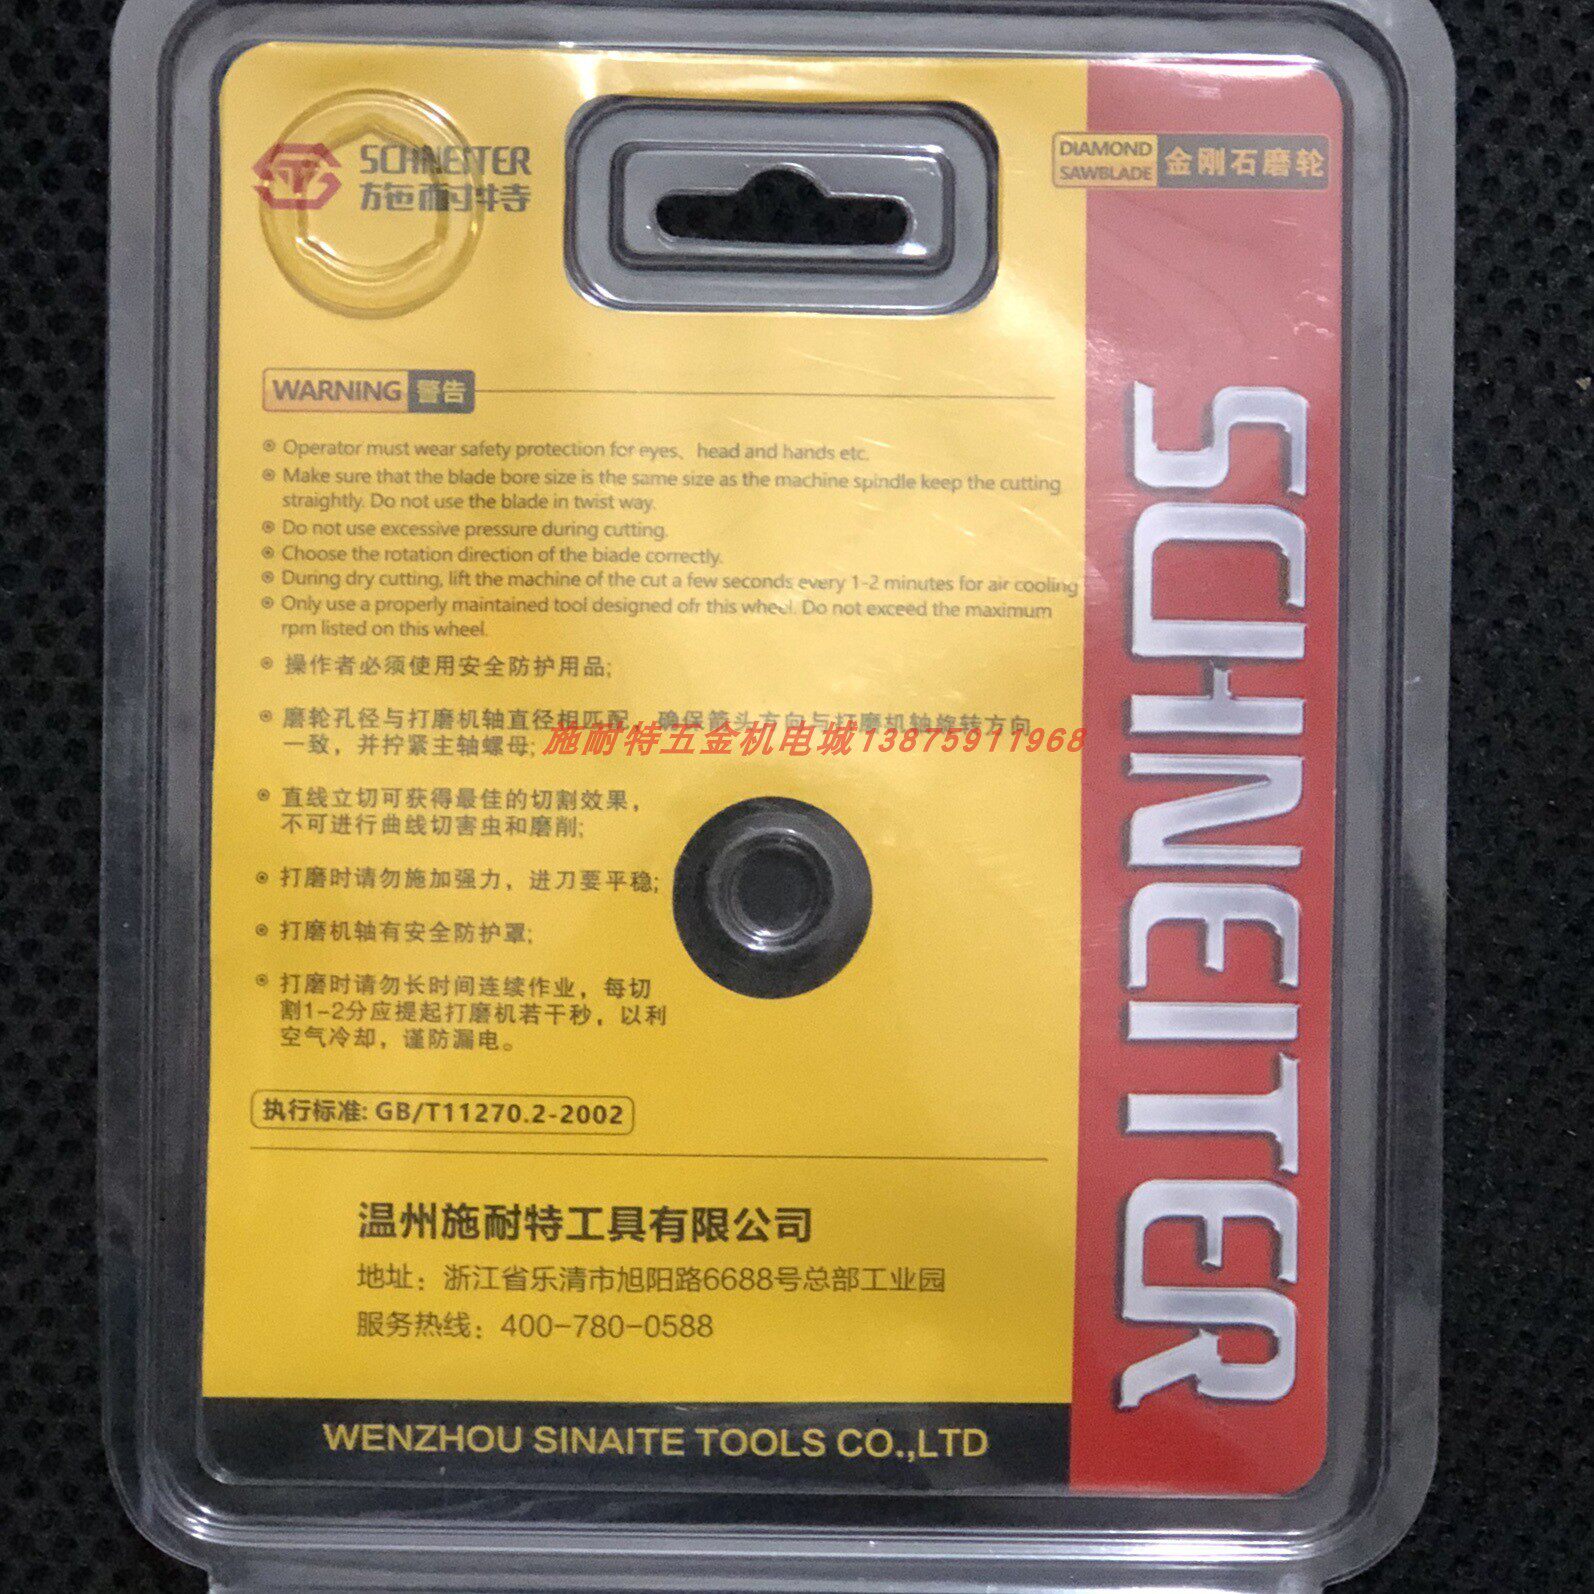 SCHNEITER
施耐特
DIAMOND
SAWBLADE
金刚石磨轮
WARNING 警告
Operator must wear safety protection for eyes、head and hands etc.
Make sure that the blade bore size is the same size as the machine spindle keep the cutting
straightly. Do not use the blade in twist way.
Do not use excessive pressure during cutting.
Choose the rotation direction of the biade correctly.
During dry cutting, lift the machine of the cut a few seconds every 1-2 minutes for air cooling
Only use a properly maintained tool designed ofr this wheel. Do not exceed the maximum
rpm listed on this wheel.
操作者必须使用安全防护用品;
磨轮孔径与打磨机轴直径相匹配，确保箭头方向与打磨机轴旋转方向
一致，并拧紧主轴螺母;
施耐特五金机电城13875911968
直线立切可获得最佳的切割效果，
不可进行曲线切害虫和磨削;
打磨时请勿施加强力，进刀要平稳;
打磨机轴有安全防护罩;
打磨时请勿长时间连续作业，每切
割1-2分应提起打磨机若干秒，以利
空气冷却，谨防漏电。
执行标准: GB/T11270.2-2002
温州施耐特工具有限公司
地址：浙江省乐清市旭阳路6688号总部工业园
服务热线：400-780-0588
WENZHOU SINAITE TOOLS CO.,LTD
SCHNEITER